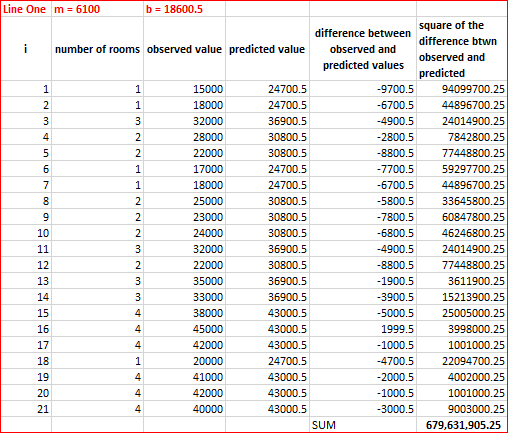 Line One m = 6100 b = 18600.5
i number of rooms observed value predicted value difference between observed and predicted values square of the difference btwn observed and predicted
1 1 15000 24700.5 -9700.5 94099700.25
2 1 18000 24700.5 -6700.5 44896700.25
3 3 32000 36900.5 -4900.5 24014900.25
4 2 28000 30800.5 -2800.5 7842800.25
5 2 22000 30800.5 -8800.5 77448800.25
6 1 17000 24700.5 -7700.5 59297700.25
7 1 18000 24700.5 -6700.5 44896700.25
8 2 25000 30800.5 -5800.5 33645800.25
9 2 23000 30800.5 -7800.5 60847800.25
10 2 24000 30800.5 -6800.5 46246800.25
11 3 32000 36900.5 -4900.5 24014900.25
12 2 22000 30800.5 -8800.5 77448800.25
13 3 35000 36900.5 -1900.5 3611900.25
14 3 33000 36900.5 -3900.5 15213900.25
15 4 38000 43000.5 -5000.5 25005000.25
16 4 45000 43000.5 1999.5 3998000.25
17 4 42000 43000.5 -1000.5 1001000.25
18 1 20000 24700.5 -4700.5 22094700.25
19 4 41000 43000.5 -2000.5 4002000.25
20 4 42000 43000.5 -1000.5 1001000.25
21 4 40000 43000.5 -3000.5 9003000.25
SUM 679,631,905.25